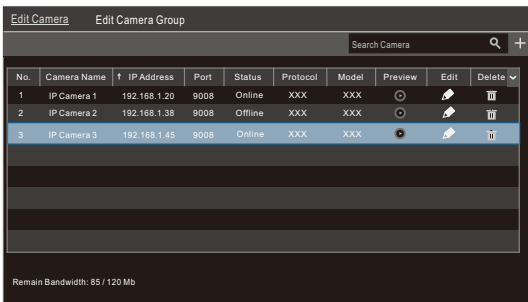 Edit Camera Edit Camera Group
Search Camera
No. Camera Name ↑ IP Address Port Status Protocol Model Preview Edit Delete
1 IP Camera 1 192.168.1.20 9008 Online XXX XXX
2 IP Camera 2 192.168.1.38 9008 Offline XXX XXX
3 IP Camera 3 192.168.1.45 9008 Online XXX XXX
Remain Bandwidth: 85 / 120 Mb